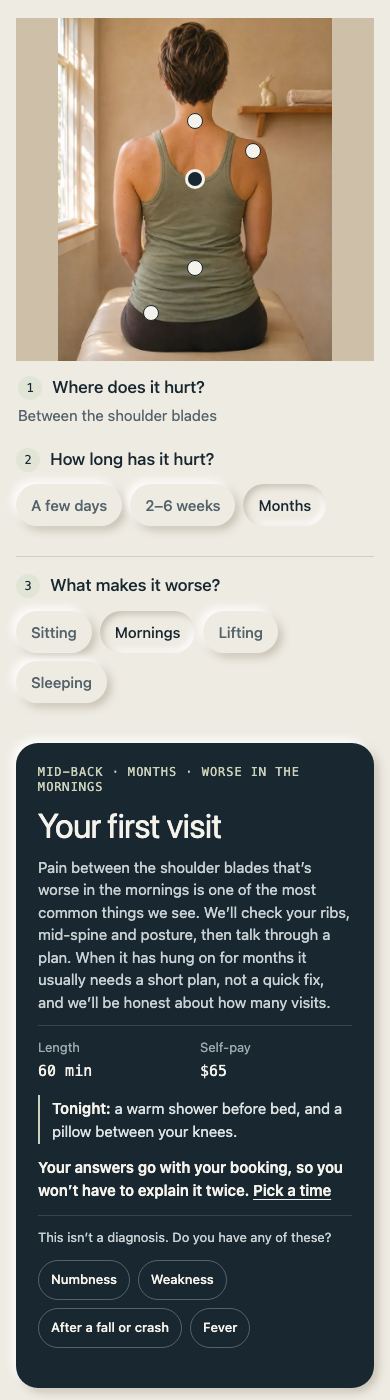 1 Where does it hurt?
Between the shoulder blades
2 How long has it hurt?
A few days 2–6 weeks Months
3 What makes it worse?
Sitting Mornings Lifting
Sleeping
MID-BACK · MONTHS · WORSE IN THE
MORNINGS
Your first visit
Pain between the shoulder blades that’s
worse in the mornings is one of the most
common things we see. We’ll check your ribs,
mid-spine and posture, then talk through a
plan. When it has hung on for months it
usually needs a short plan, not a quick fix,
and we’ll be honest about how many visits.
Length Self-pay
60 min $65
Tonight: a warm shower before bed, and a
pillow between your knees.
Your answers go with your booking, so you
won’t have to explain it twice. Pick a time
This isn’t a diagnosis. Do you have any of these?
Numbness Weakness
After a fall or crash Fever